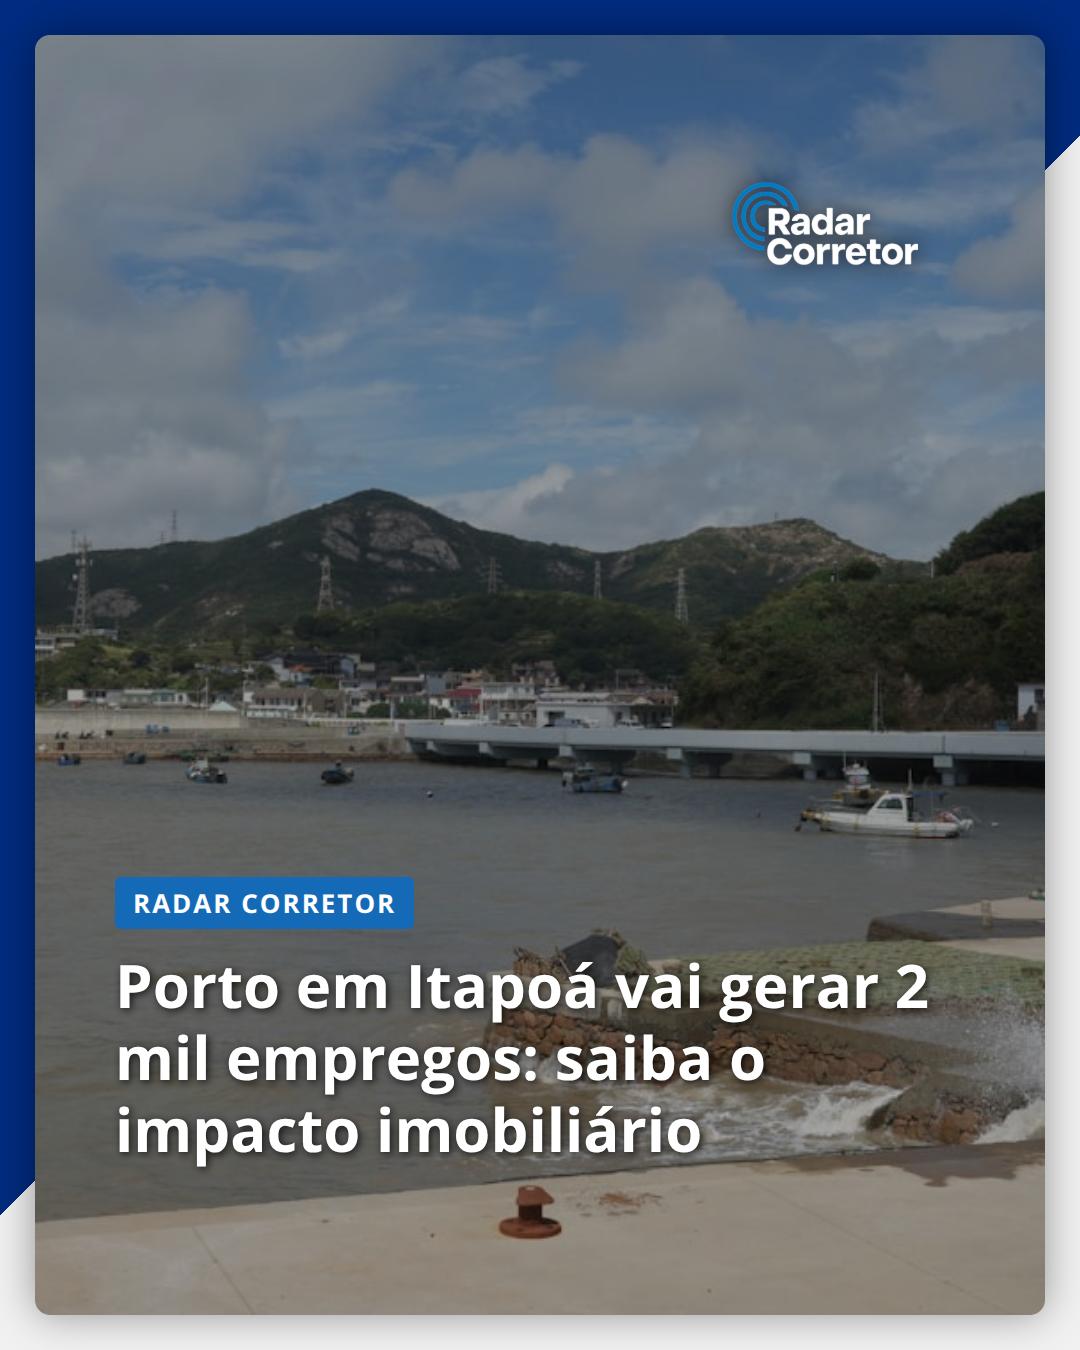 Radar
Corretor
RADAR CORRETOR
Porto em Itapoá vai gerar 2
mil empregos: saiba o
impacto imobiliário